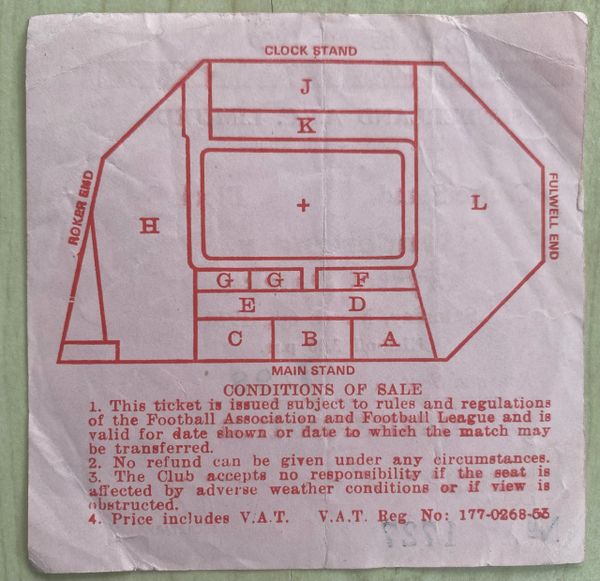 CLOCK STAND
J
K
ROKER END
FULWELL END
H
+
L
G G F
E D
C B A
MAIN STAND
CONDITIONS OF SALE
1. This ticket is issued subject to rules and regulations
of the Football Association and Football League and is
valid for date shown or date to which the match may
be transferred.
2. No refund can be given under any circumstances.
3. The Club accepts no responsibility if the seat is
affected by adverse weather conditions or if view is
obstructed.
4. Price includes V.A.T. V.A.T. Reg No: 177-0268-53